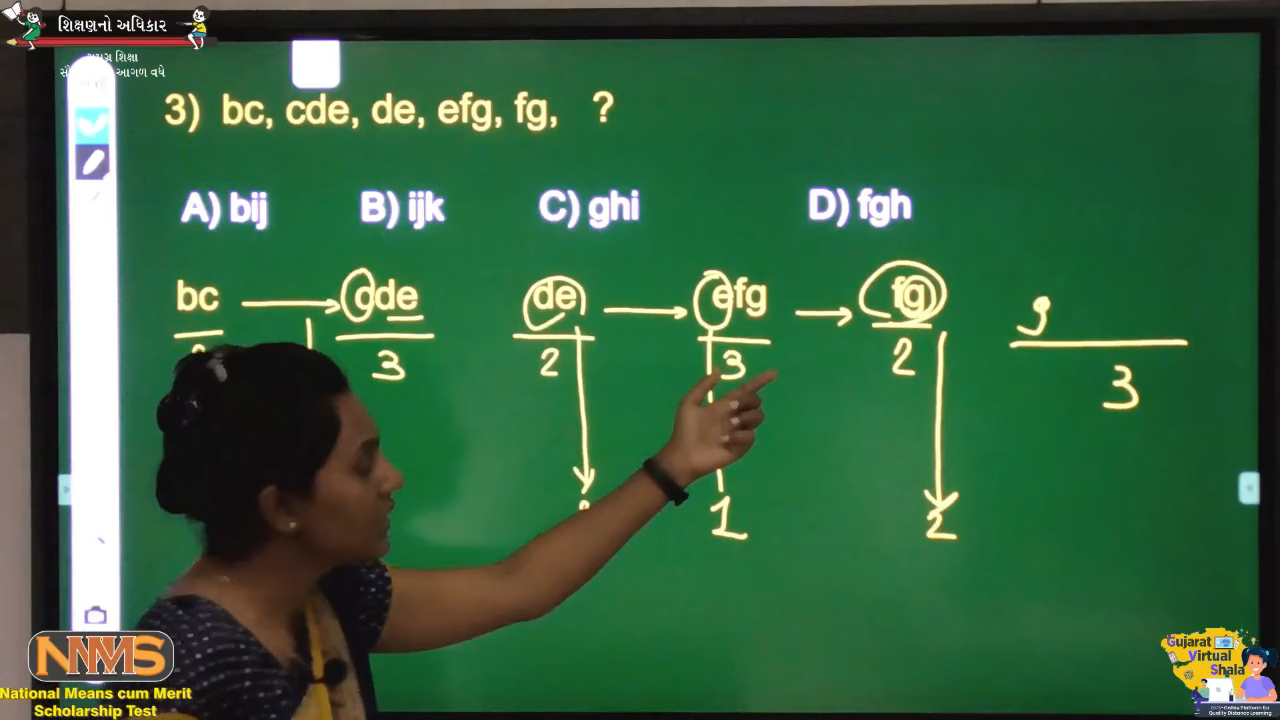 શિક્ષણનો અધિકાર
સમગ્ર શિક્ષા
આગળ વધે
3) bc, cde, de, efg, fg, ?
A) bij B) ijk C) ghi D) fgh
bc cde de efg fg g
3 2 3 2 3
1 2
NMMS
National Means cum Merit
Scholarship Test
Gujarat
Virtual
Shala